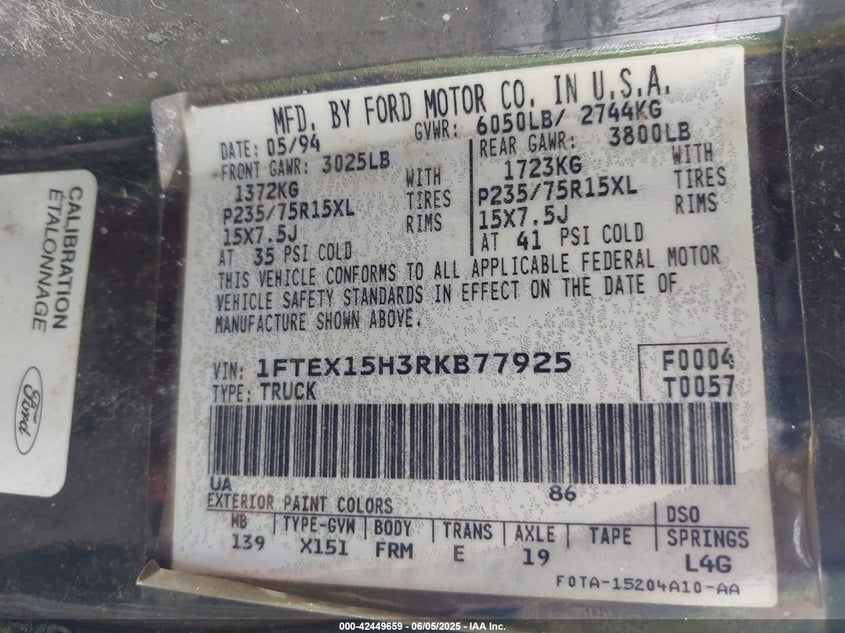 MFD. BY FORD MOTOR CO. IN U.S.A.
DATE: 05/94 GVWR: 6050LB/ 2744KG
FRONT GAWR: 3025LB REAR GAWR: 3800LB
1372KG WITH 1723KG WITH
P235/75R15XL TIRES P235/75R15XL TIRES
15X7.5J RIMS 15X7.5J RIMS
AT 35 PSI COLD AT 41 PSI COLD
THIS VEHICLE CONFORMS TO ALL APPLICABLE FEDERAL MOTOR
VEHICLE SAFETY STANDARDS IN EFFECT ON THE DATE OF
MANUFACTURE SHOWN ABOVE.
VIN: 1FTEX15H3RKB77925 F0004
TYPE: TRUCK T0057
UA 86
EXTERIOR PAINT COLORS DSO
WB TYPE-GVW BODY TRANS AXLE TAPE SPRINGS
139 X151 FRM E 19 L4G
F0TA-15204A10-AA
CALIBRATION
ÉTALONNAGE
Ford
000-42449659 - 06/05/2025 - IAA Inc.